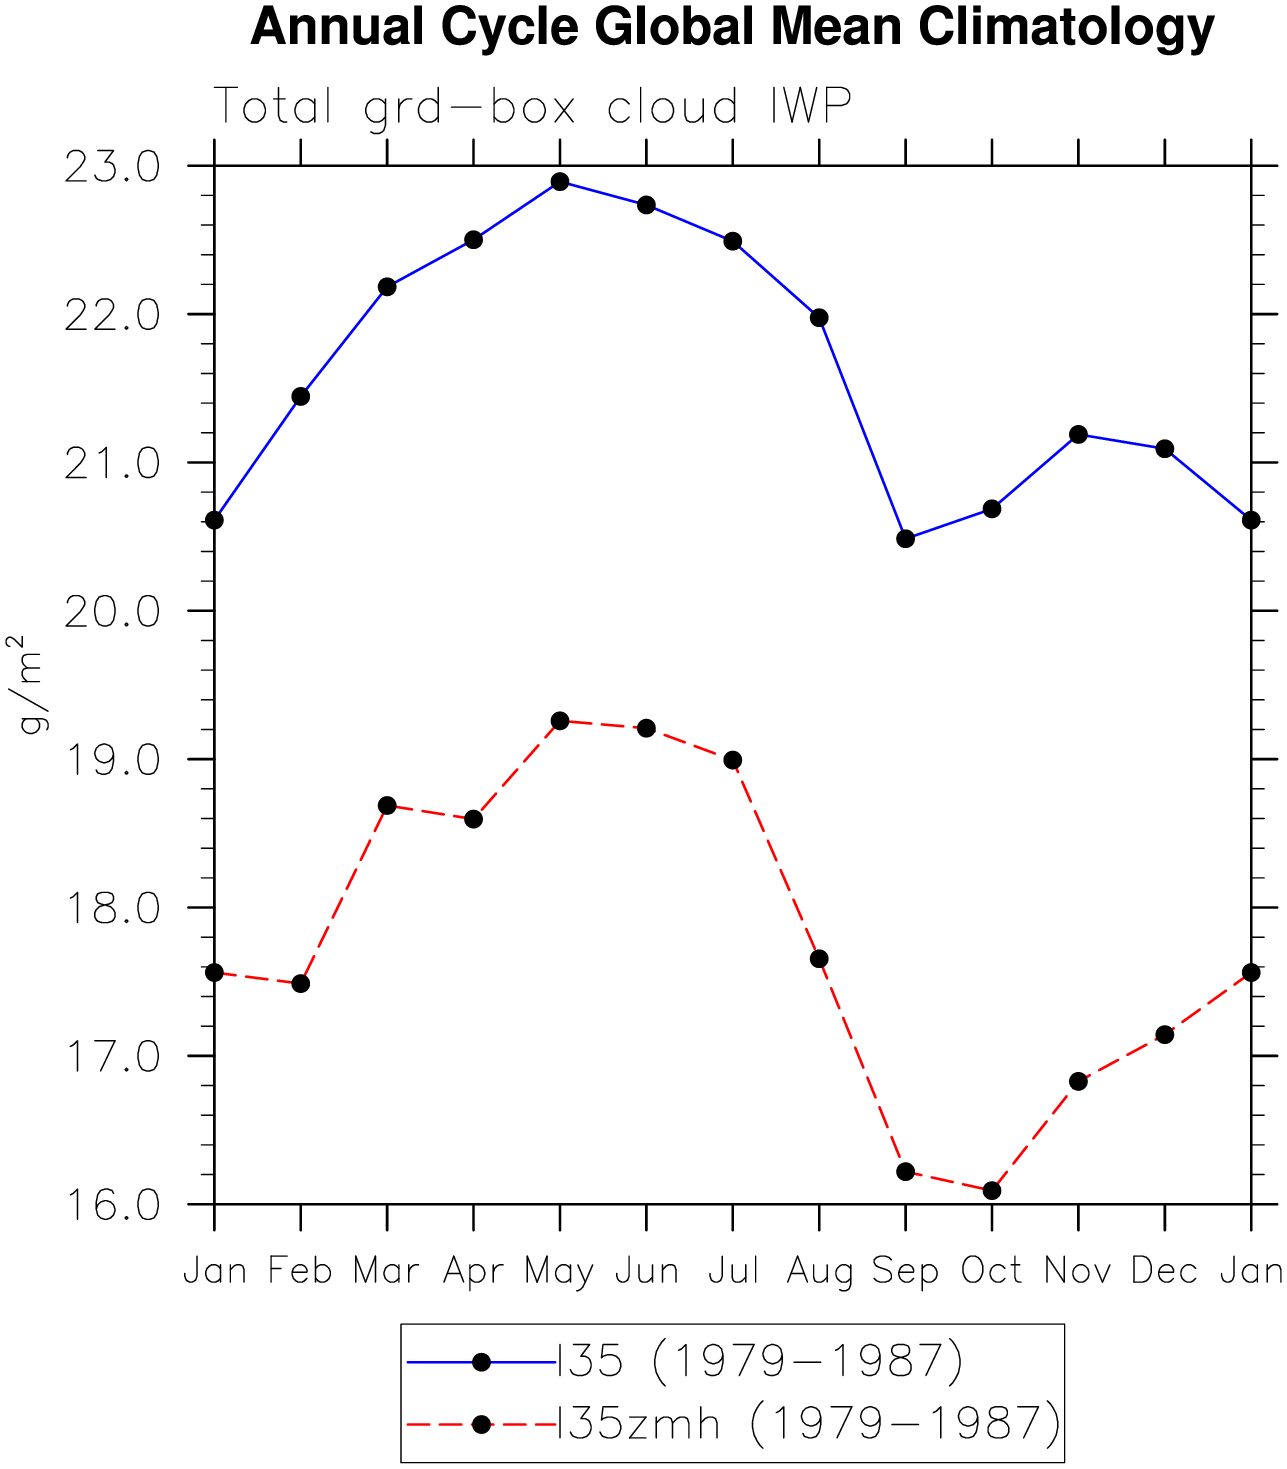 Annual Cycle Global Mean Climatology
Total grd-box cloud IWP
23.0
22.0
21.0
20.0
19.0
18.0
17.0
16.0
g/m²
Jan Feb Mar Apr May Jun Jul Aug Sep Oct Nov Dec Jan
I35 (1979-1987)
I35zmh (1979-1987)